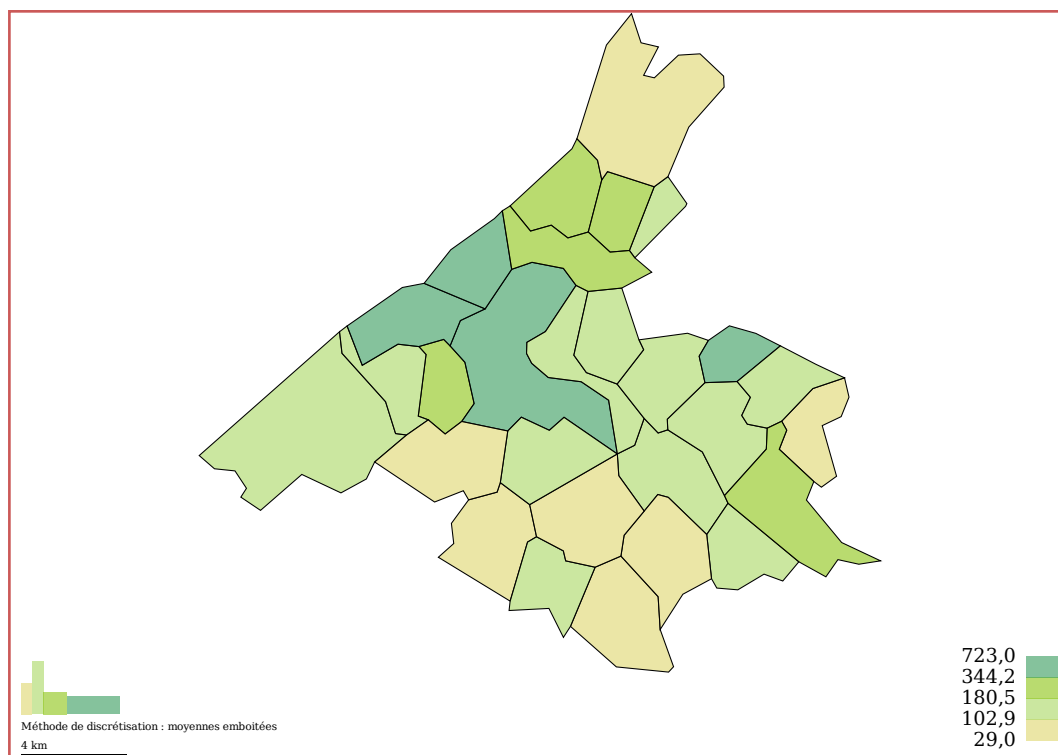 723,0
344,2
180,5
102,9
29,0
Méthode de discrétisation : moyennes emboitées
4 km